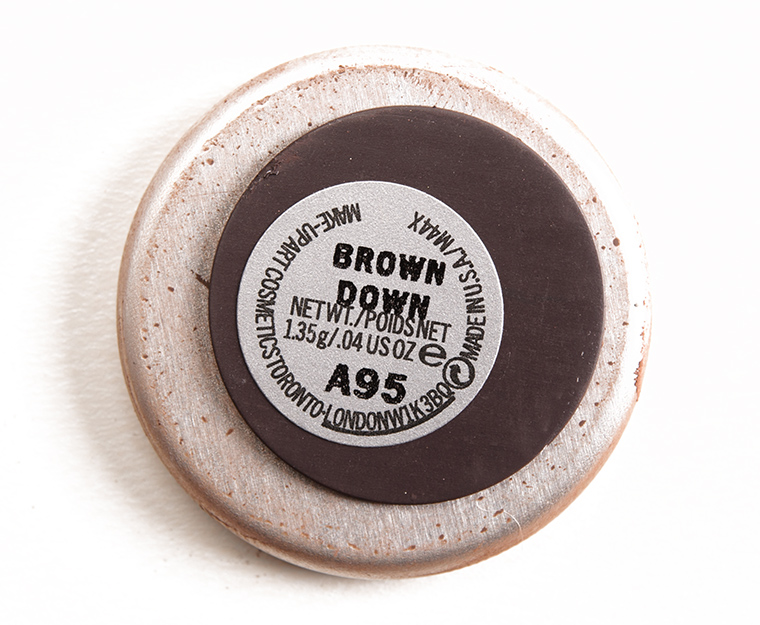 BROWN
DOWN
NET WT./POIDS NET
1.35g/.04 US OZ e
A95
MAKE-UP ART COSMETICS TORONTO•LONDON W1K 3BQ
MADE IN U.S.A./ M44X